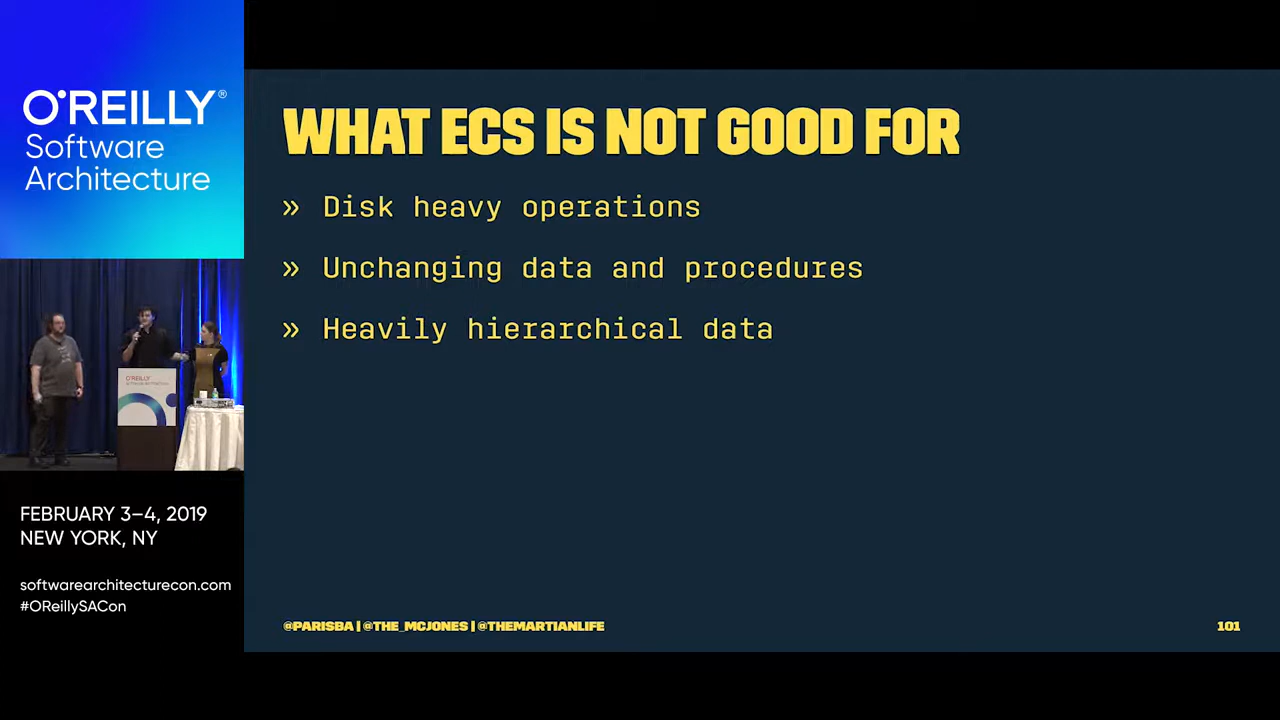 O'REILLY®
Software
Architecture
WHAT ECS IS NOT GOOD FOR
» Disk heavy operations
» Unchanging data and procedures
» Heavily hierarchical data
O'REILLY
FEBRUARY 3–4, 2019
NEW YORK, NY
softwarearchitecturecon.com
#OReillySACon
@PARISBA | @THE_MCJONES | @THEMARTIANLIFE
101